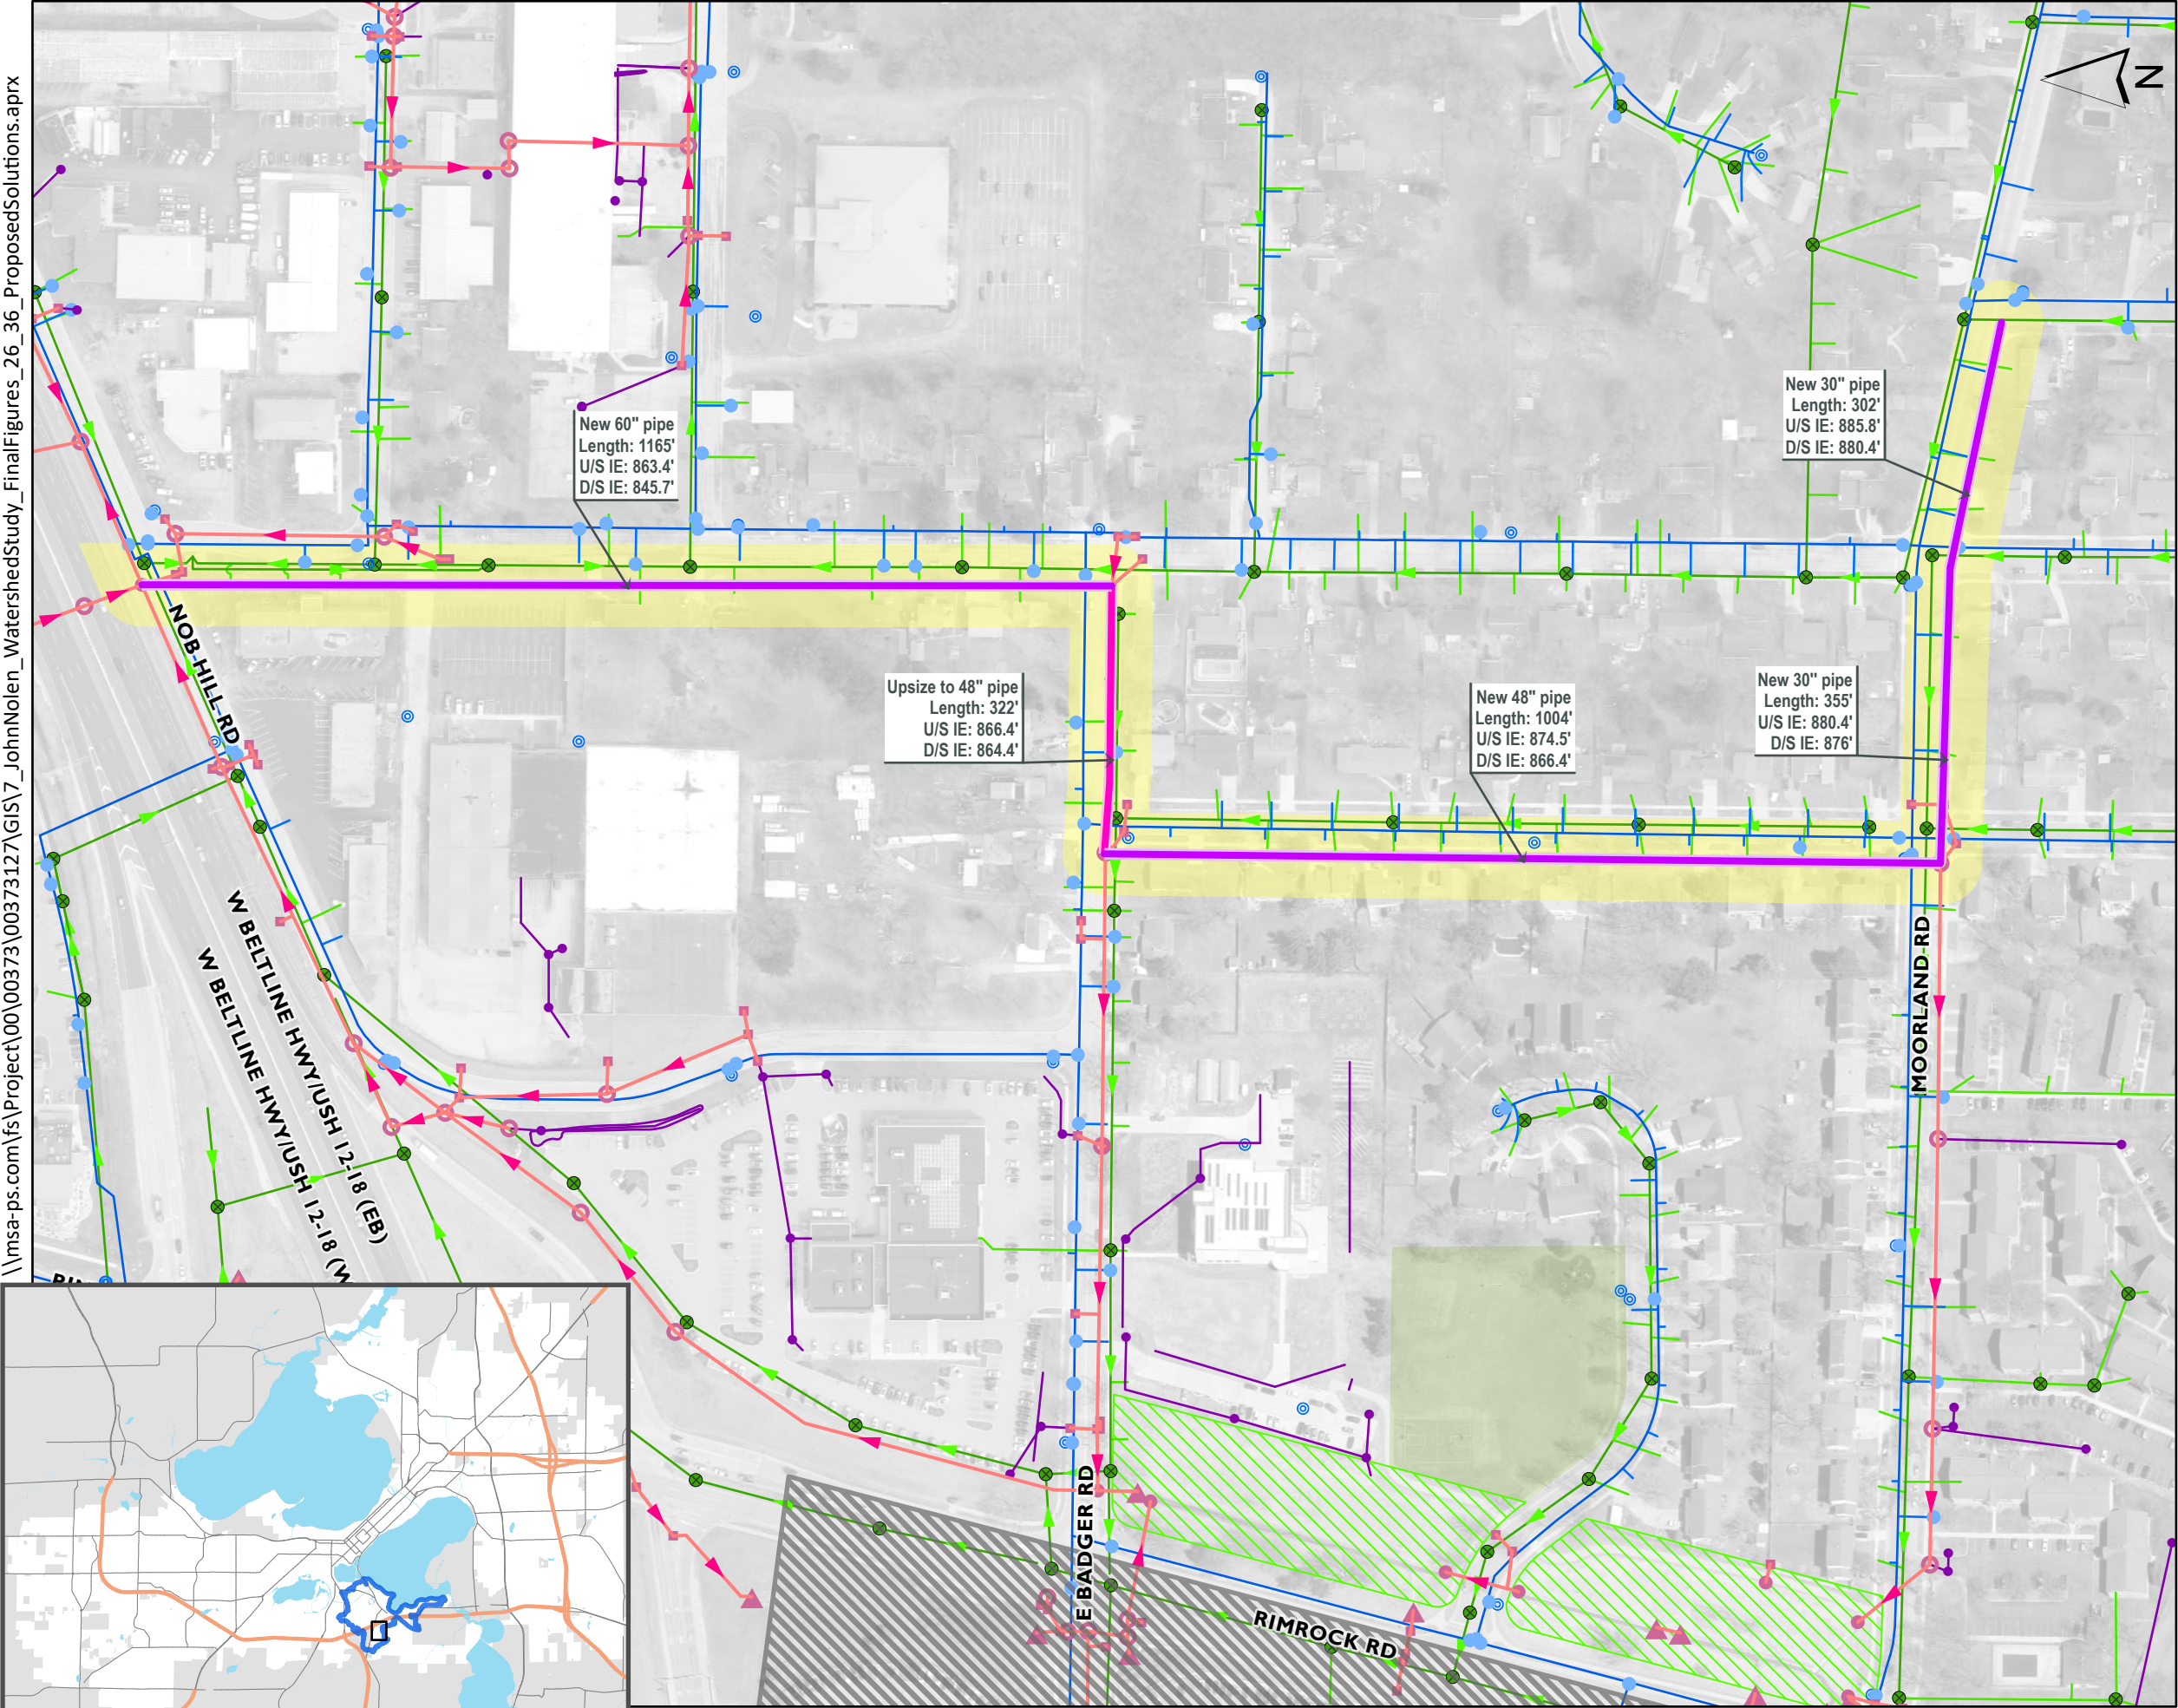 \\msa-ps.com\fs\Project\00\00373\00373127\GIS\7_JohnNolen_WatershedStudy_FinalFigures_26_36_ProposedSolutions.aprx
N
New 60" pipe
Length: 1165'
U/S IE: 863.4'
D/S IE: 845.7'
New 30" pipe
Length: 302'
U/S IE: 885.8'
D/S IE: 880.4'
Upsize to 48" pipe
Length: 322'
U/S IE: 866.4'
D/S IE: 864.4'
New 48" pipe
Length: 1004'
U/S IE: 874.5'
D/S IE: 866.4'
New 30" pipe
Length: 355'
U/S IE: 880.4'
D/S IE: 876'
NOB HILL RD
W BELTLINE HWY/USH 12-18 (EB)
W BELTLINE HWY/USH 12-18 (W
MOORLAND RD
E BADGER RD
RIMROCK RD